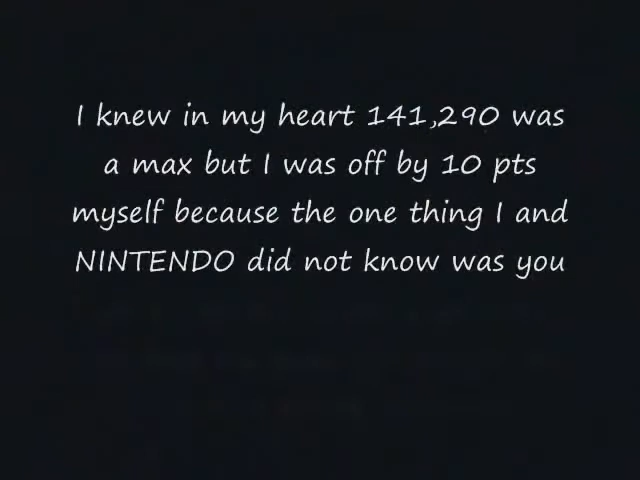 I knew in my heart 141,290 was
a max but I was off by 10 pts
myself because the one thing I and
NINTENDO did not know was you